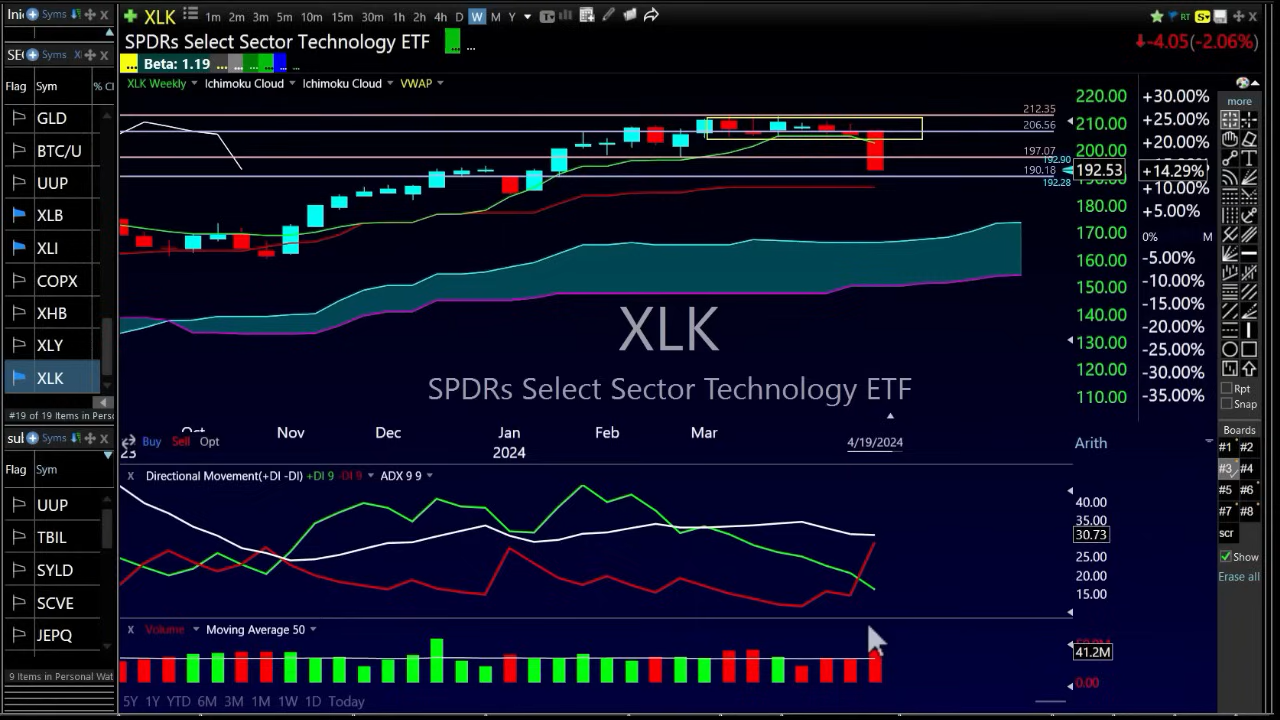 XLK 1m 2m 3m 5m 10m 15m 30m 1h 2h 4h D W M Y
RT
SPDRs Select Sector Technology ETF
-4.05(-2.06%)
Beta: 1.19
XLK Weekly Ichimoku Cloud Ichimoku Cloud VWAP
Syms
Flag Sym % C
GLD
BTC/U
UUP
XLB
XLI
COPX
XHB
XLY
XLK
#19 of 19 Items in Pers
Syms
Flag Sym
UUP
TBIL
SYLD
SCVE
JEPQ
9 Items in Personal Wat
212.35
206.56
197.07
192.90
190.18
192.28
220.00
210.00
200.00
192.53
180.00
170.00
160.00
150.00
140.00
130.00
120.00
110.00
+30.00%
+25.00%
+20.00%
+14.29%
+10.00%
+5.00%
0% M
-5.00%
-10.00%
-15.00%
-20.00%
-25.00%
-30.00%
-35.00%
XLK
SPDRs Select Sector Technology ETF
Oct Nov Dec Jan Feb Mar
23 2024 4/19/2024
Arith
Buy Sell Opt
X Directional Movement(+DI -DI) +DI 9 -DI 9 ADX 9 9
40.00
35.00
30.73
25.00
20.00
15.00
X Volume Moving Average 50
41.2M
0.00
5Y 1Y YTD 6M 3M 1M 1W 1D Today
more
Rpt
Snap
Boards
#1 #2
#3 #4
#5 #6
#7 #8
scr
Show
Erase all